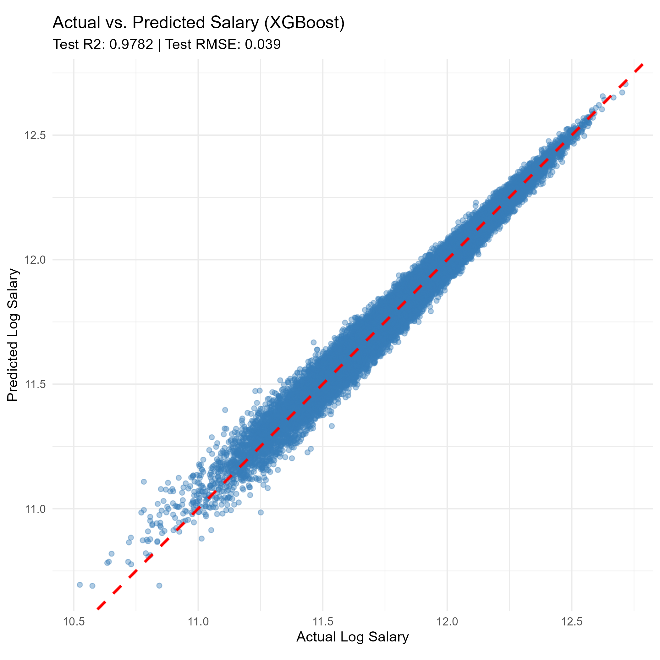 Actual vs. Predicted Salary (XGBoost)
Test R2: 0.9782 | Test RMSE: 0.039
12.5
12.0
11.5
11.0
Predicted Log Salary
10.5 11.0 11.5 12.0 12.5
Actual Log Salary